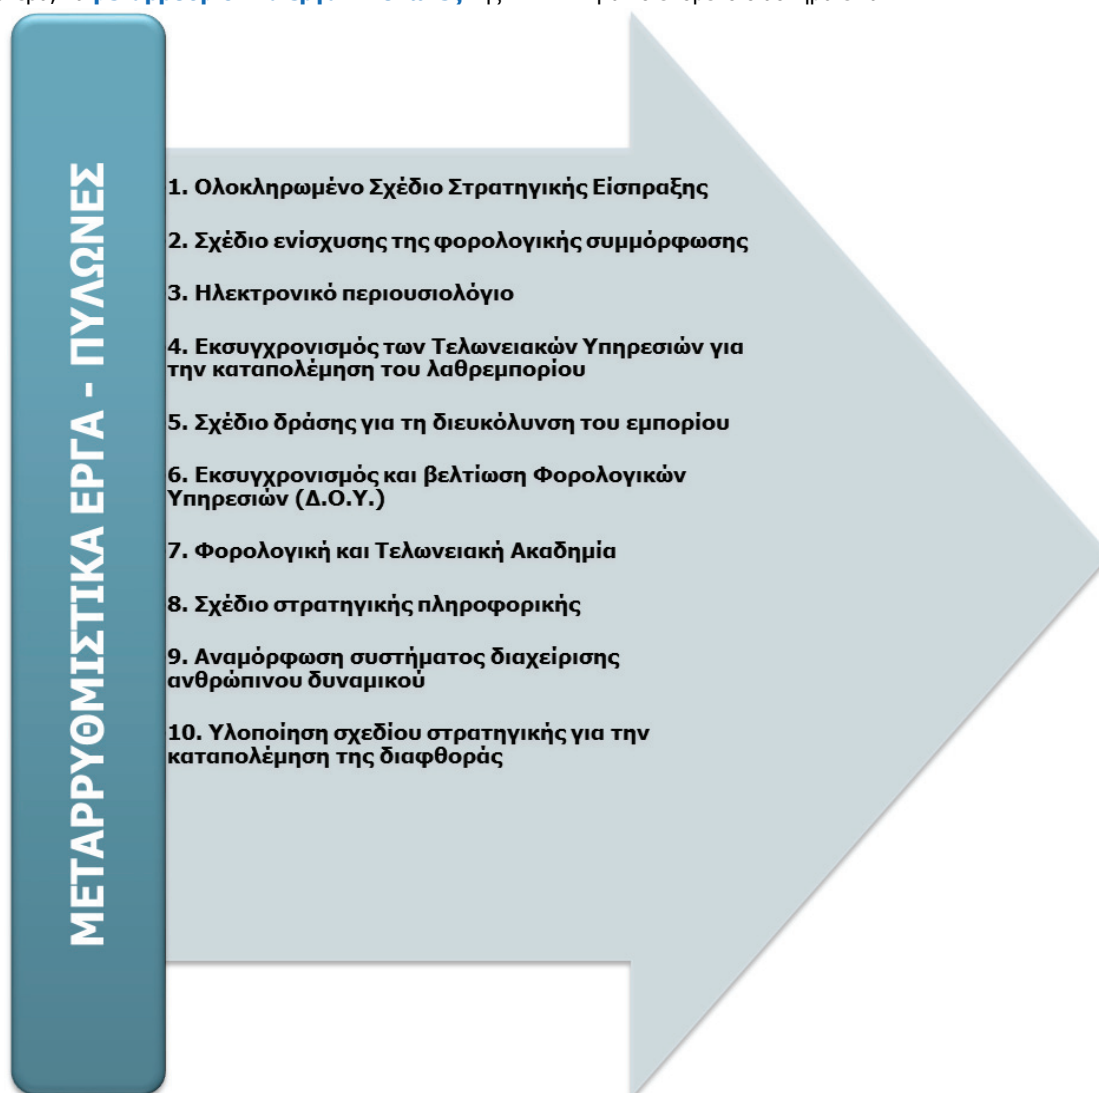 ΜΕΤΑΡΡΥΘΜΙΣΤΙΚΑ ΕΡΓΑ - ΠΥΛΩΝΕΣ
1. Ολοκληρωμένο Σχέδιο Στρατηγικής Είσπραξης
2. Σχέδιο ενίσχυσης της φορολογικής συμμόρφωσης
3. Ηλεκτρονικό περιουσιολόγιο
4. Εκσυγχρονισμός των Τελωνειακών Υπηρεσιών για
την καταπολέμηση του λαθρεμπορίου
5. Σχέδιο δράσης για τη διευκόλυνση του εμπορίου
6. Εκσυγχρονισμός και βελτίωση Φορολογικών
Υπηρεσιών (Δ.Ο.Υ.)
7. Φορολογική και Τελωνειακή Ακαδημία
8. Σχέδιο στρατηγικής πληροφορικής
9. Αναμόρφωση συστήματος διαχείρισης
ανθρώπινου δυναμικού
10. Υλοποίηση σχεδίου στρατηγικής για την
καταπολέμηση της διαφθοράς